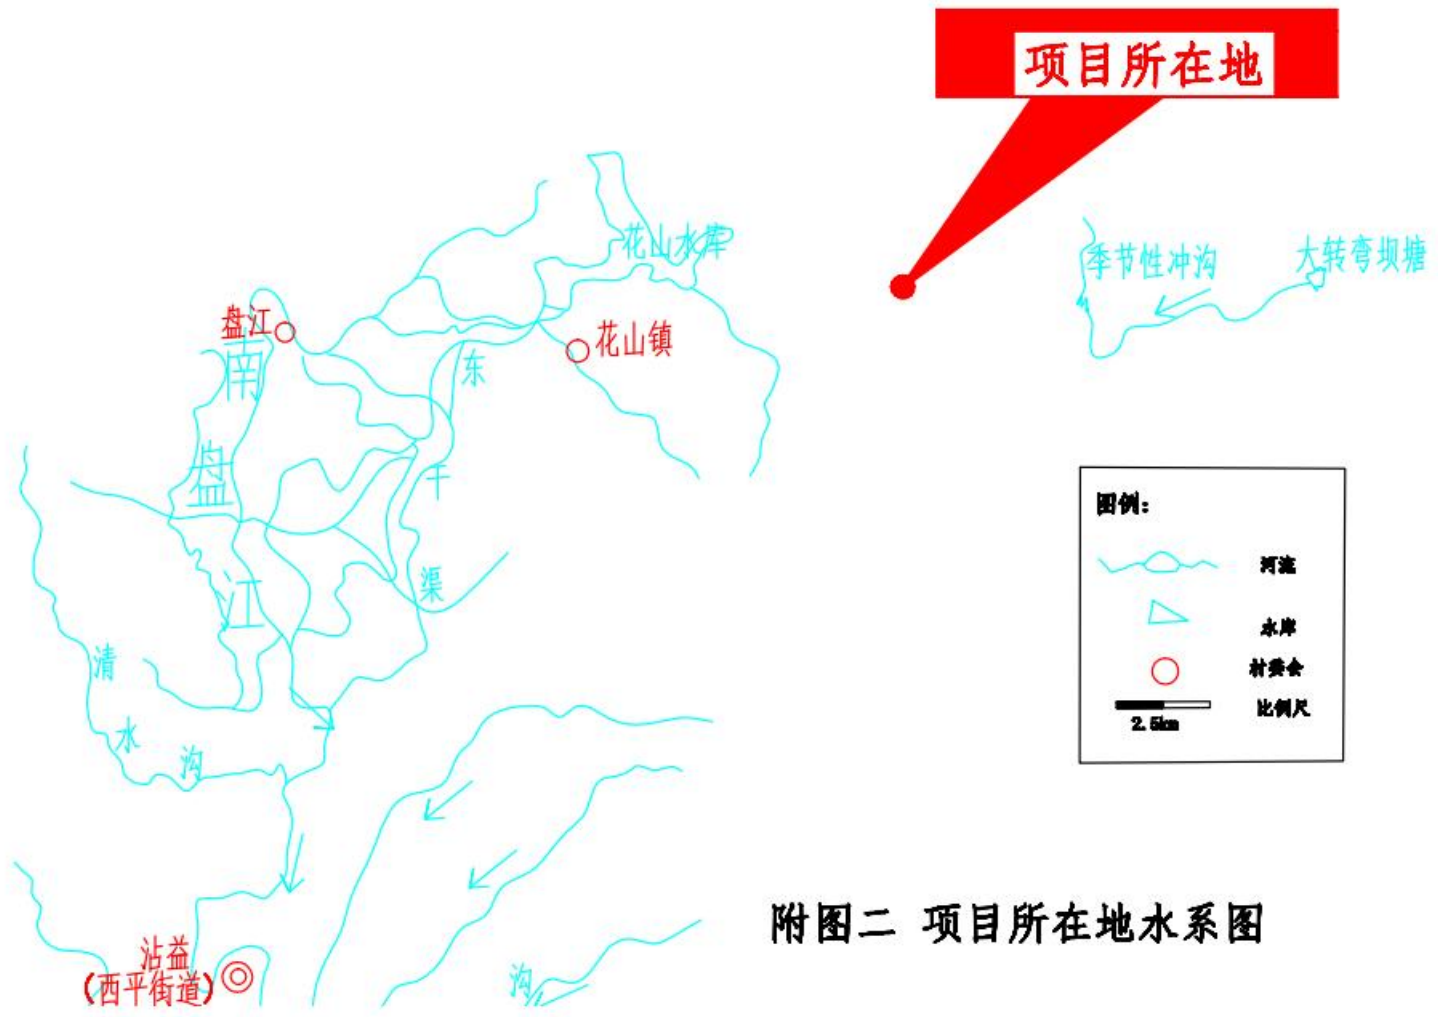 项目所在地
花山水库
季节性冲沟
大转弯坝塘
盘江
花山镇
南
盘
江
东
干
渠
清
水
沟
图例：
河流
水库
村委会
2.5km
比例尺
附图二 项目所在地水系图
沾益
(西平街道)
沟